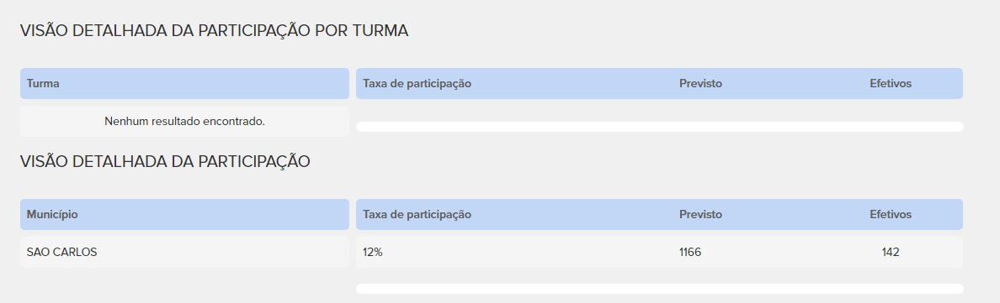 VISÃO DETALHADA DA PARTICIPAÇÃO POR TURMA
Turma Taxa de participação Previsto Efetivos
Nenhum resultado encontrado.
VISÃO DETALHADA DA PARTICIPAÇÃO
Município Taxa de participação Previsto Efetivos
SAO CARLOS 12% 1166 142